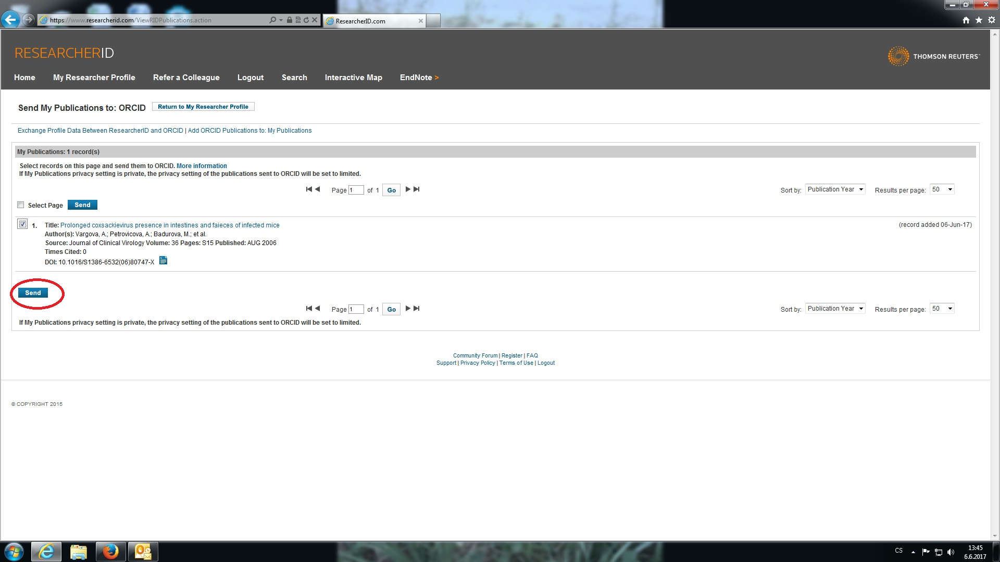 https://www.researcherid.com/ViewRIDPublications.action
ResearcherID.com
RESEARCHERID
THOMSON REUTERS™
Home My Researcher Profile Refer a Colleague Logout Search Interactive Map EndNote >
Send My Publications to: ORCID Return to My Researcher Profile
Exchange Profile Data Between ResearcherID and ORCID | Add ORCID Publications to: My Publications
My Publications: 1 record(s)
Select records on this page and send them to ORCID. More information
If My Publications privacy setting is private, the privacy setting of the publications sent to ORCID will be set to limited.
Page 1 of 1 Go Sort by: Publication Year Results per page: 50
Select Page Send
1. Title: Prolonged coxsackievirus presence in intestines and faieces of infected mice (record added 06-Jun-17)
Author(s): Vargova, A.; Petrovicova, A.; Badurova, M.; et al.
Source: Journal of Clinical Virology Volume: 36 Pages: S15 Published: AUG 2006
Times Cited: 0
DOI: 10.1016/S1386-6532(06)80747-X
Send
Page 1 of 1 Go Sort by: Publication Year Results per page: 50
If My Publications privacy setting is private, the privacy setting of the publications sent to ORCID will be set to limited.
Community Forum | Register | FAQ
Support | Privacy Policy | Terms of Use | Logout
© COPYRIGHT 2015
CS
13:45
6.6.2017